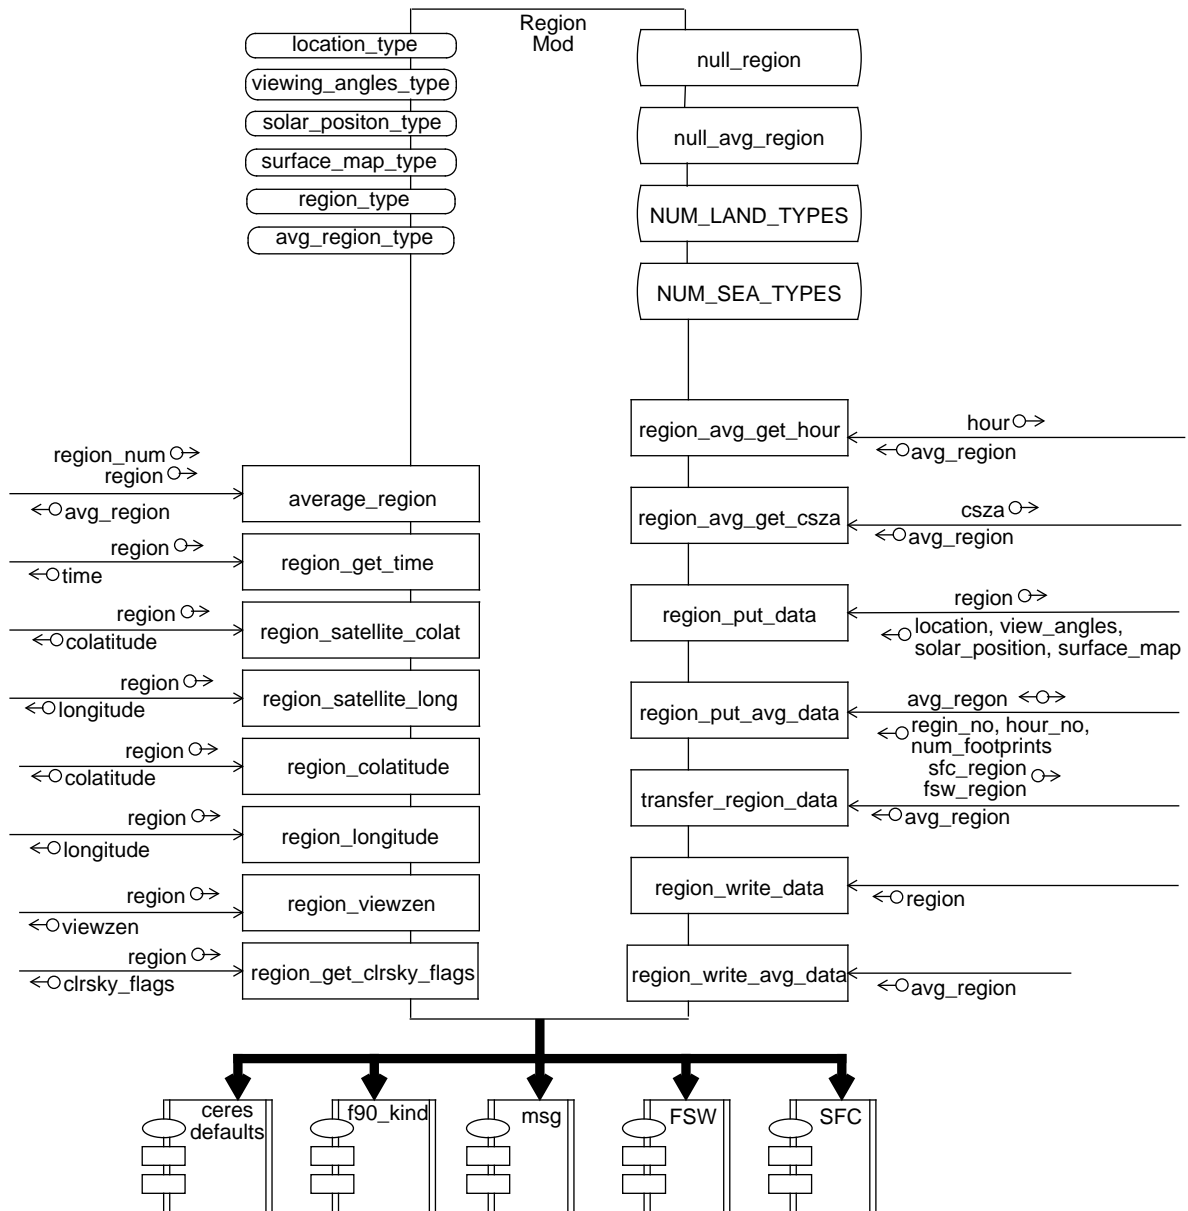 Region
Mod
location_type
viewing_angles_type
solar_positon_type
surface_map_type
region_type
avg_region_type
null_region
null_avg_region
NUM_LAND_TYPES
NUM_SEA_TYPES
region_num
region
avg_region
average_region
region
time
region_get_time
region
colatitude
region_satellite_colat
region
longitude
region_satellite_long
region
colatitude
region_colatitude
region
longitude
region_longitude
region
viewzen
region_viewzen
region
clrsky_flags
region_get_clrsky_flags
region_avg_get_hour
hour
avg_region
region_avg_get_csza
csza
avg_region
region_put_data
region
location, view_angles,
solar_position, surface_map
region_put_avg_data
avg_regon
regin_no, hour_no,
num_footprints
transfer_region_data
sfc_region
fsw_region
avg_region
region_write_data
region
region_write_avg_data
avg_region
ceres
defaults
f90_kind
msg
FSW
SFC